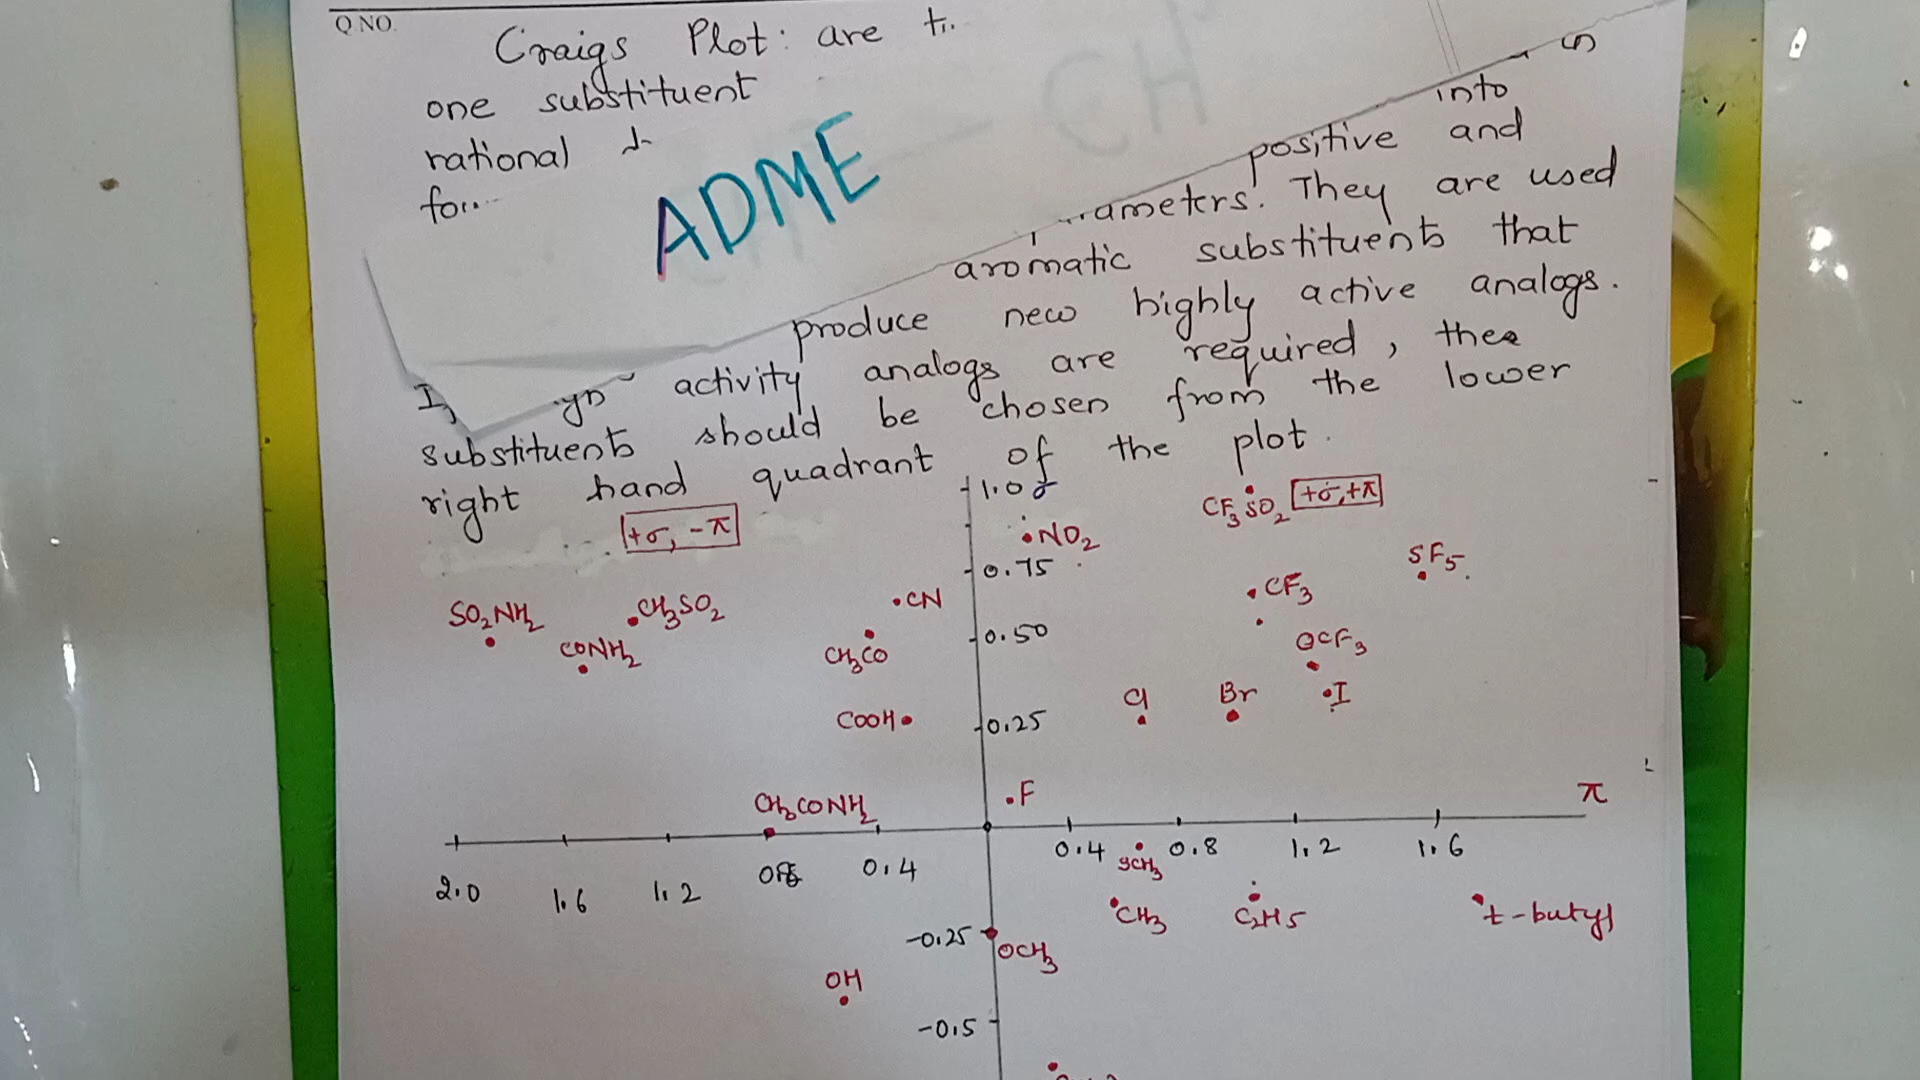 Q NO.
Craigs Plot: are
one substituent
into
rational
positive and
ADME
They are used
aromatic substituents that
produce new highly active analogs.
activity analogs are required, the
substituents should be chosen from the lower
right hand quadrant of the plot.
1.0 σ
CF3SO2 +σ,+π
+σ, -π
NO2
0.75
SF5
CF3
SO2NH2
CH3SO2
CN
0.50
CONH2
CH3CO
OCF3
Cl
Br
I
COOH
0.25
CH3CONH2
F
π
2.0
1.6
1.2
0.4
0.4
SCH3
0.8
1.2
1.6
CH3
C2H5
t-butyl
-0.25
OCH3
OH
-0.5